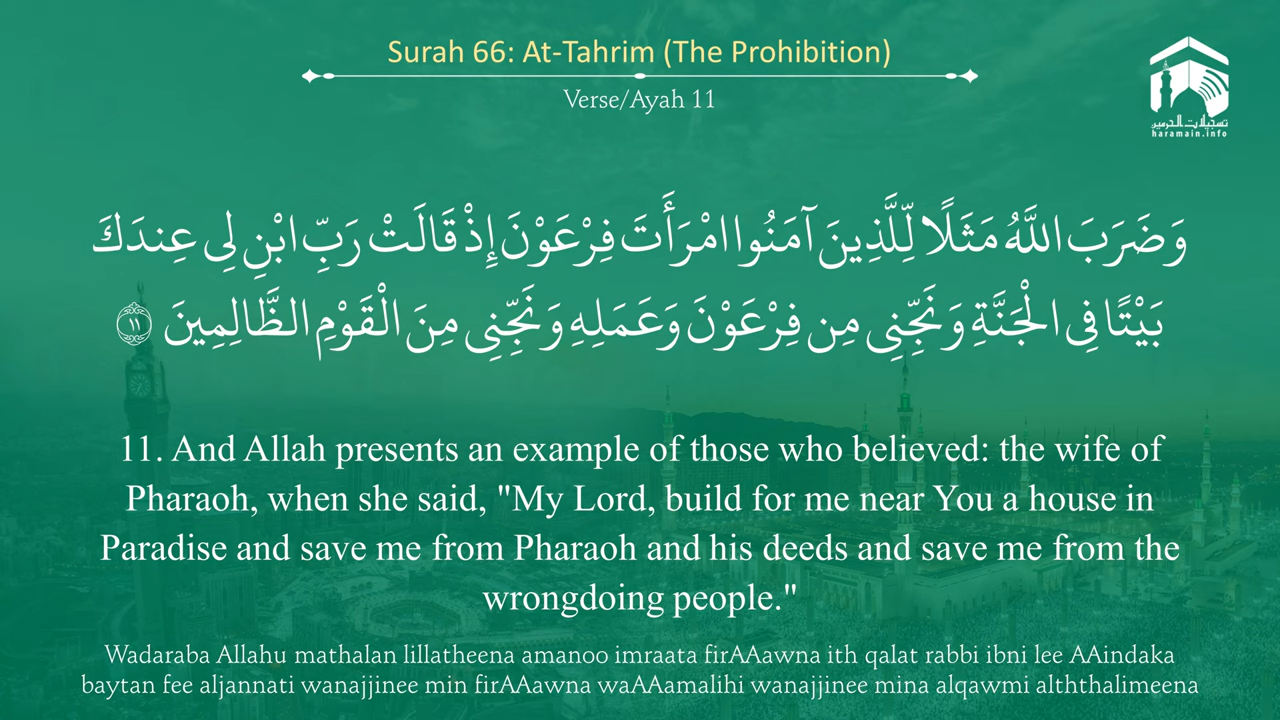 Surah 66: At-Tahrim (The Prohibition)
Verse/Ayah 11
تسجيلات الحرمين
haramain.info
وَضَرَبَ اللَّهُ مَثَلًا لِّلَّذِينَ آمَنُوا امْرَأَتَ فِرْعَوْنَ إِذْ قَالَتْ رَبِّ ابْنِ لِي عِندَكَ
بَيْتًا فِي الْجَنَّةِ وَنَجِّنِي مِن فِرْعَوْنَ وَعَمَلِهِ وَنَجِّنِي مِنَ الْقَوْمِ الظَّالِمِينَ ١١
11. And Allah presents an example of those who believed: the wife of
Pharaoh, when she said, "My Lord, build for me near You a house in
Paradise and save me from Pharaoh and his deeds and save me from the
wrongdoing people."
Wadaraba Allahu mathalan lillatheena amanoo imraata firAAawna ith qalat rabbi ibni lee AAindaka
baytan fee aljannati wanajjinee min firAAawna waAAamalihi wanajjinee mina alqawmi alththalimeena